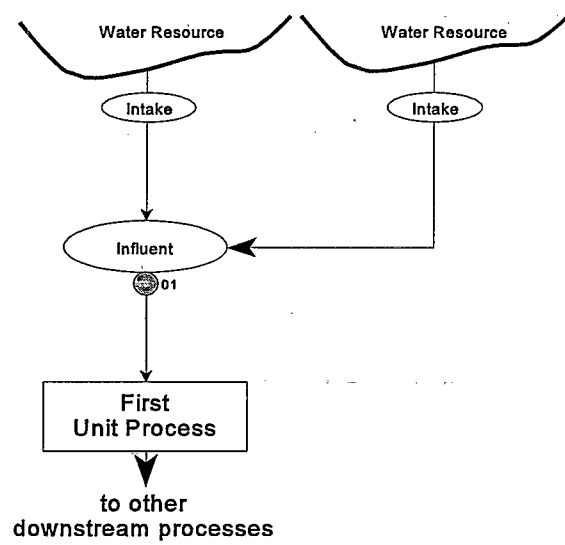 Water Resource
Water Resource
Intake
Intake
Influent
01
First
Unit Process
to other
downstream processes